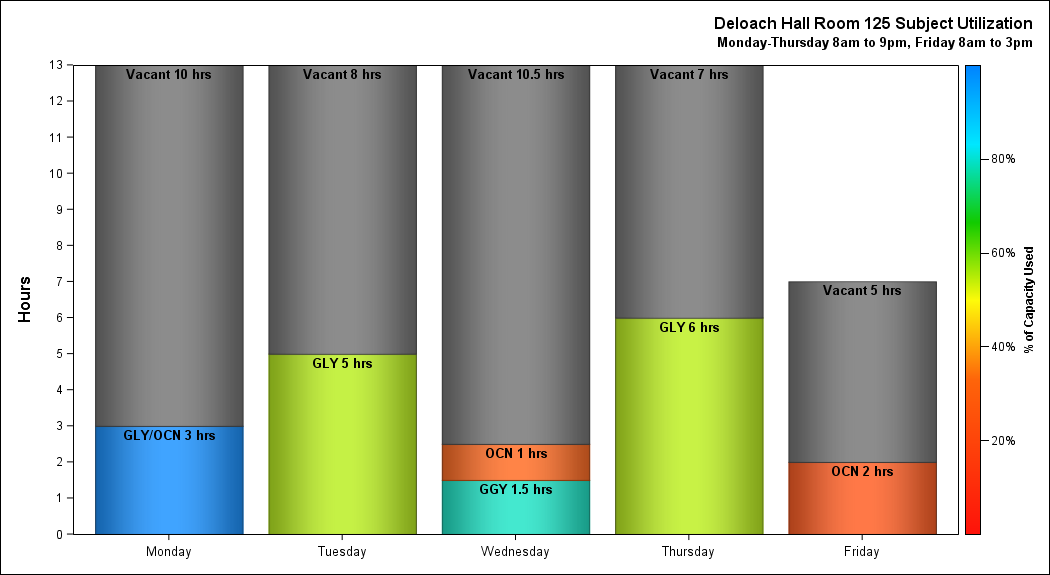 Deloach Hall Room 125 Subject Utilization
Monday-Thursday 8am to 9pm, Friday 8am to 3pm
Hours
13
12
11
10
9
8
7
6
5
4
3
2
1
0
Vacant 10 hrs
GLY/OCN 3 hrs
Vacant 8 hrs
GLY 5 hrs
Vacant 10.5 hrs
OCN 1 hrs
GGY 1.5 hrs
Vacant 7 hrs
GLY 6 hrs
Vacant 5 hrs
OCN 2 hrs
Monday
Tuesday
Wednesday
Thursday
Friday
80%
60%
40%
20%
% of Capacity Used